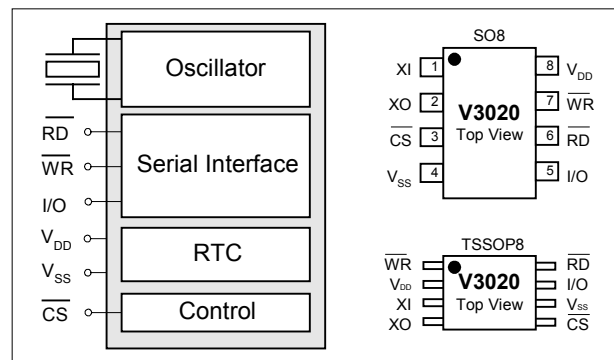 Oscillator
RD
WR
Serial Interface
I/O
VDD
RTC
VSS
CS
Control
SO8
XI 1 8 VDD
XO 2 V3020 7 WR
CS 3 Top View 6 RD
VSS 4 5 I/O
TSSOP8
WR RD
VDD V3020 I/O
XI Top View VSS
XO CS